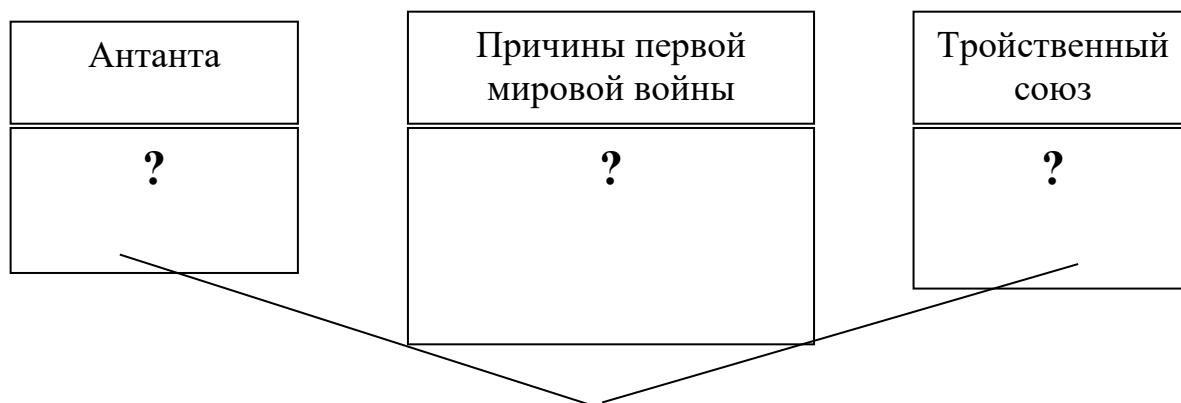 Антанта
Причины первой
мировой войны
Тройственный
союз
?
?
?